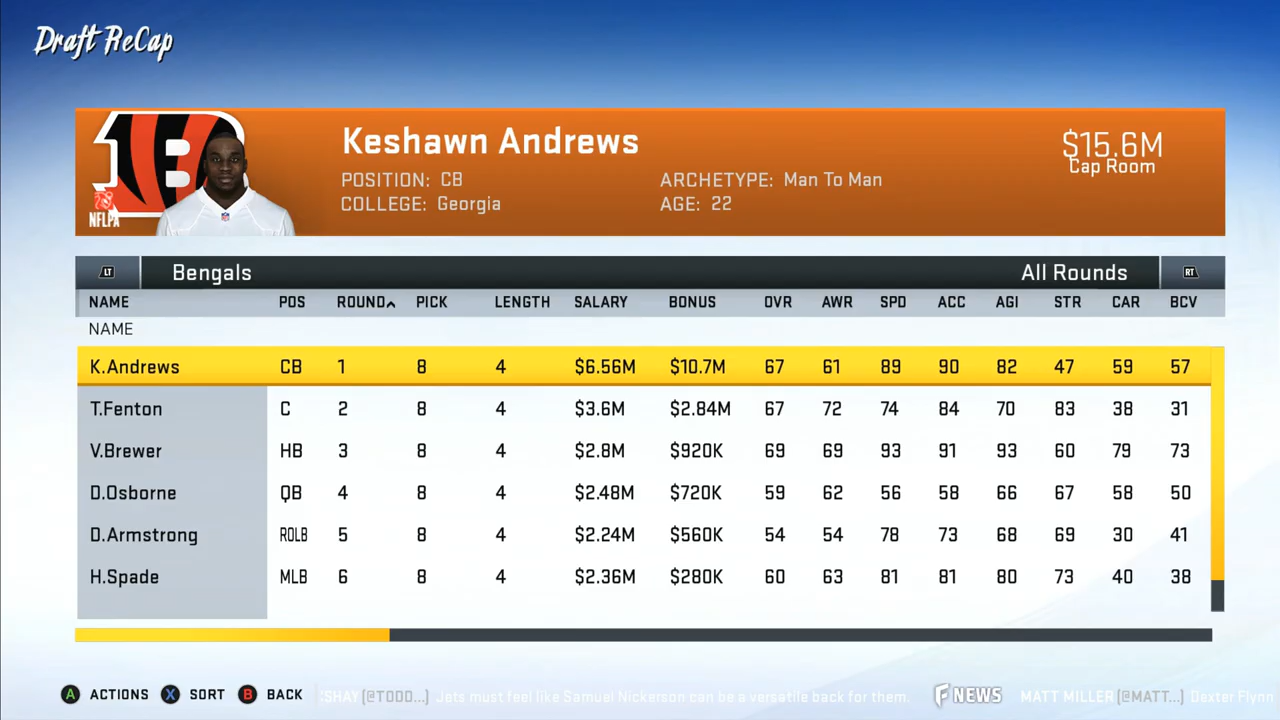 Draft ReCap
Keshawn Andrews
POSITION: CB
COLLEGE: Georgia
ARCHETYPE: Man To Man
AGE: 22
$15.6M
Cap Room
B
NFLPA
LT Bengals All Rounds RT
NAME POS ROUND PICK LENGTH SALARY BONUS OVR AWR SPD ACC AGI STR CAR BCV
NAME
K.Andrews CB 1 8 4 $6.56M $10.7M 67 61 89 90 82 47 59 57
T.Fenton C 2 8 4 $3.6M $2.84M 67 72 74 84 70 83 38 31
V.Brewer HB 3 8 4 $2.8M $920K 69 69 93 91 93 60 79 73
D.Osborne QB 4 8 4 $2.48M $720K 59 62 56 58 66 67 58 50
D.Armstrong ROLB 5 8 4 $2.24M $560K 54 54 78 73 68 69 30 41
H.Spade MLB 6 8 4 $2.36M $280K 60 63 81 81 80 73 40 38
A ACTIONS X SORT B BACK SHAY (@TODD...) Jets must feel like Samuel Nickerson can be a versatile back for them. F NEWS MATT MILLER (@MATT...) Dexter Flynn